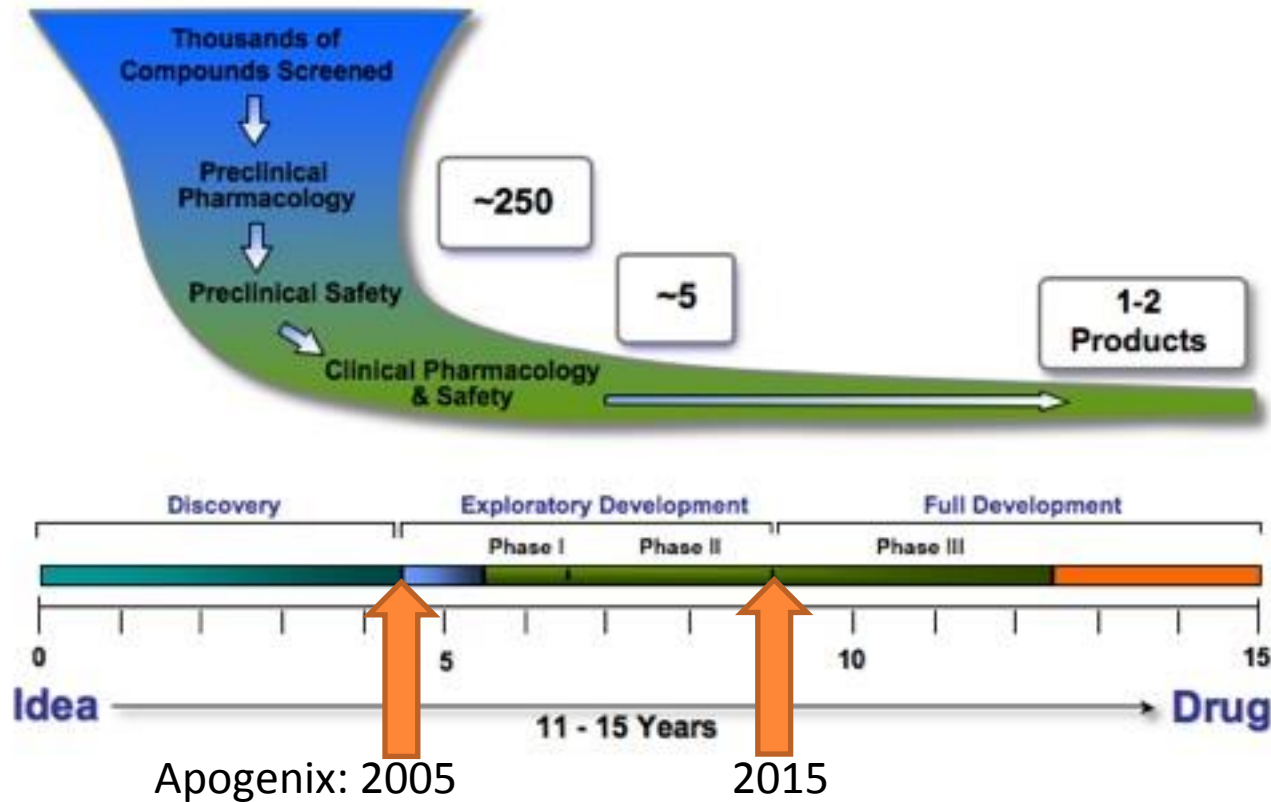 Thousands of
Compounds Screened
Preclinical
Pharmacology
~250
Preclinical Safety
~5
1-2
Products
Clinical Pharmacology
& Safety
Discovery
Exploratory Development
Full Development
Phase I
Phase II
Phase III
0
5
10
15
Idea
11 - 15 Years
Drug
Apogenix: 2005
2015